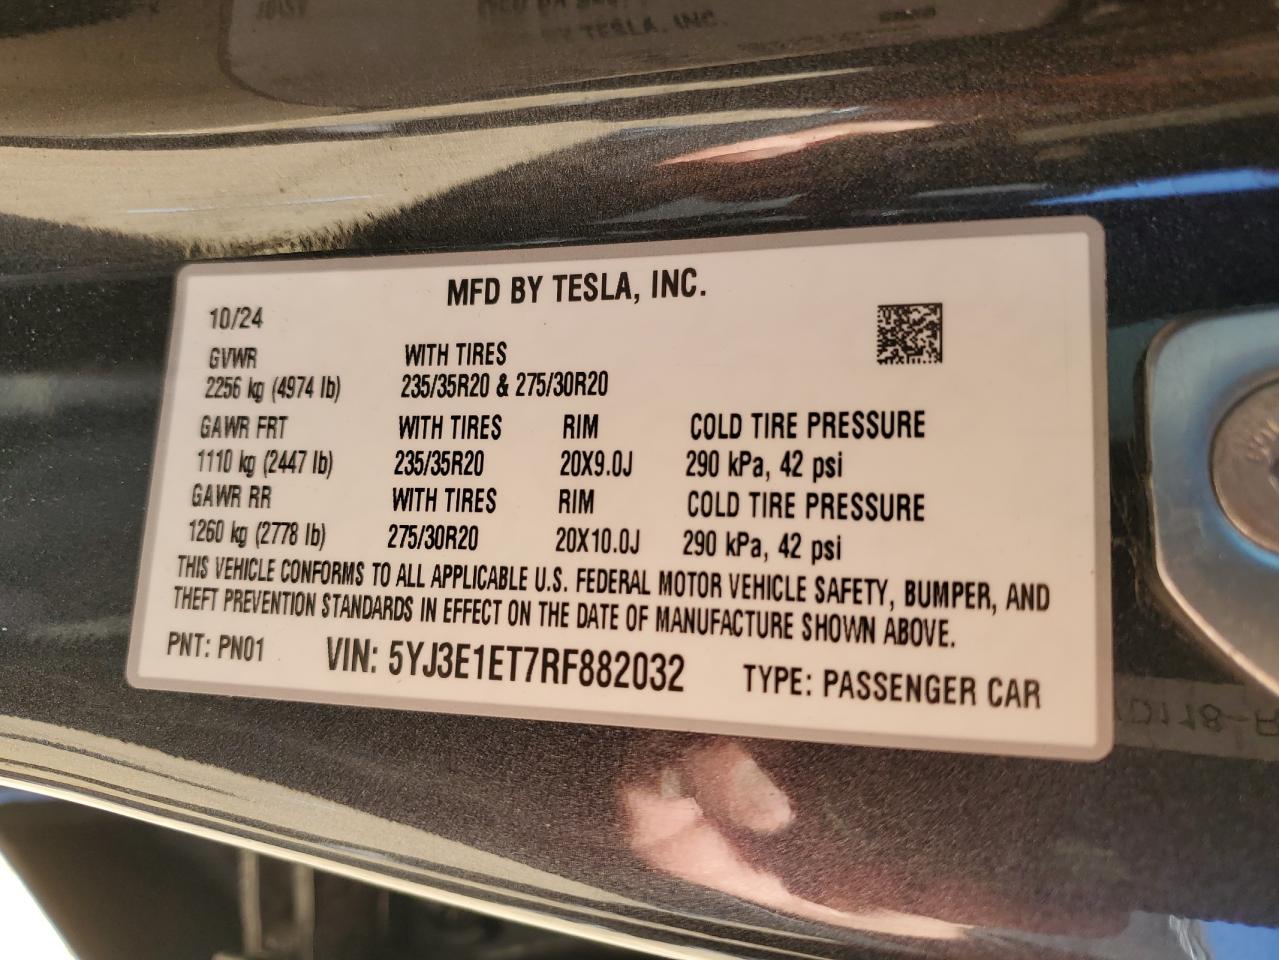 BY TESLA, INC.
MFD BY TESLA, INC.
10/24
GVWR WITH TIRES
2256 kg (4974 lb) 235/35R20 & 275/30R20
GAWR FRT WITH TIRES RIM COLD TIRE PRESSURE
1110 kg (2447 lb) 235/35R20 20X9.0J 290 kPa, 42 psi
GAWR RR WITH TIRES RIM COLD TIRE PRESSURE
1260 kg (2778 lb) 275/30R20 20X10.0J 290 kPa, 42 psi
THIS VEHICLE CONFORMS TO ALL APPLICABLE U.S. FEDERAL MOTOR VEHICLE SAFETY, BUMPER, AND
THEFT PREVENTION STANDARDS IN EFFECT ON THE DATE OF MANUFACTURE SHOWN ABOVE.
PNT: PN01 VIN: 5YJ3E1ET7RF882032 TYPE: PASSENGER CAR